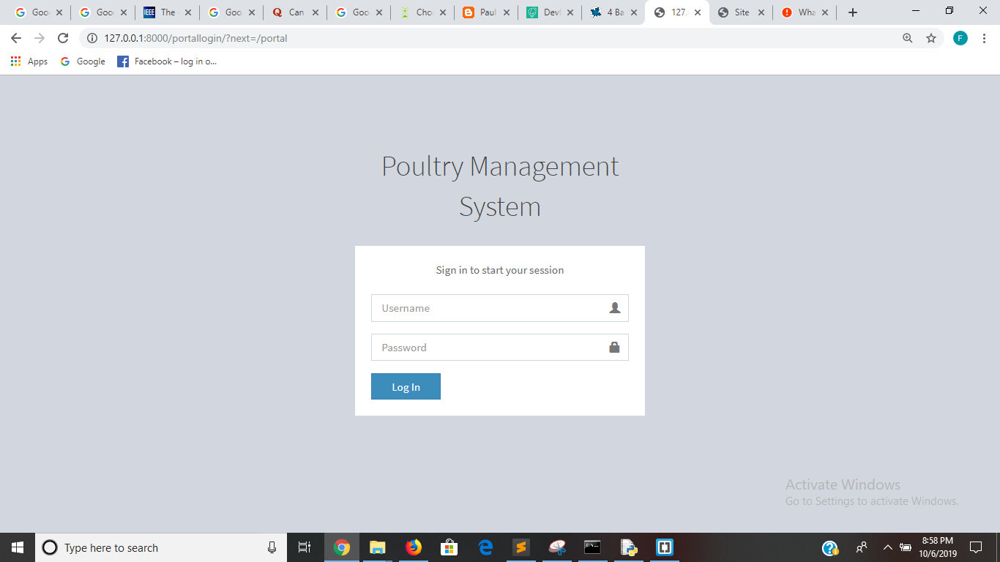 Goo
Goo
IEEE The
Goo
Q Can
Goo
Cho
Paul
Dev
4 Ba
127.
Site
Wha
127.0.0.1:8000/portallogin/?next=/portal
F
Apps
Google
Facebook – log in o...
Poultry Management
System
Sign in to start your session
Username
Password
Log In
Activate Windows
Go to Settings to activate Windows.
Type here to search
8:58 PM
10/6/2019